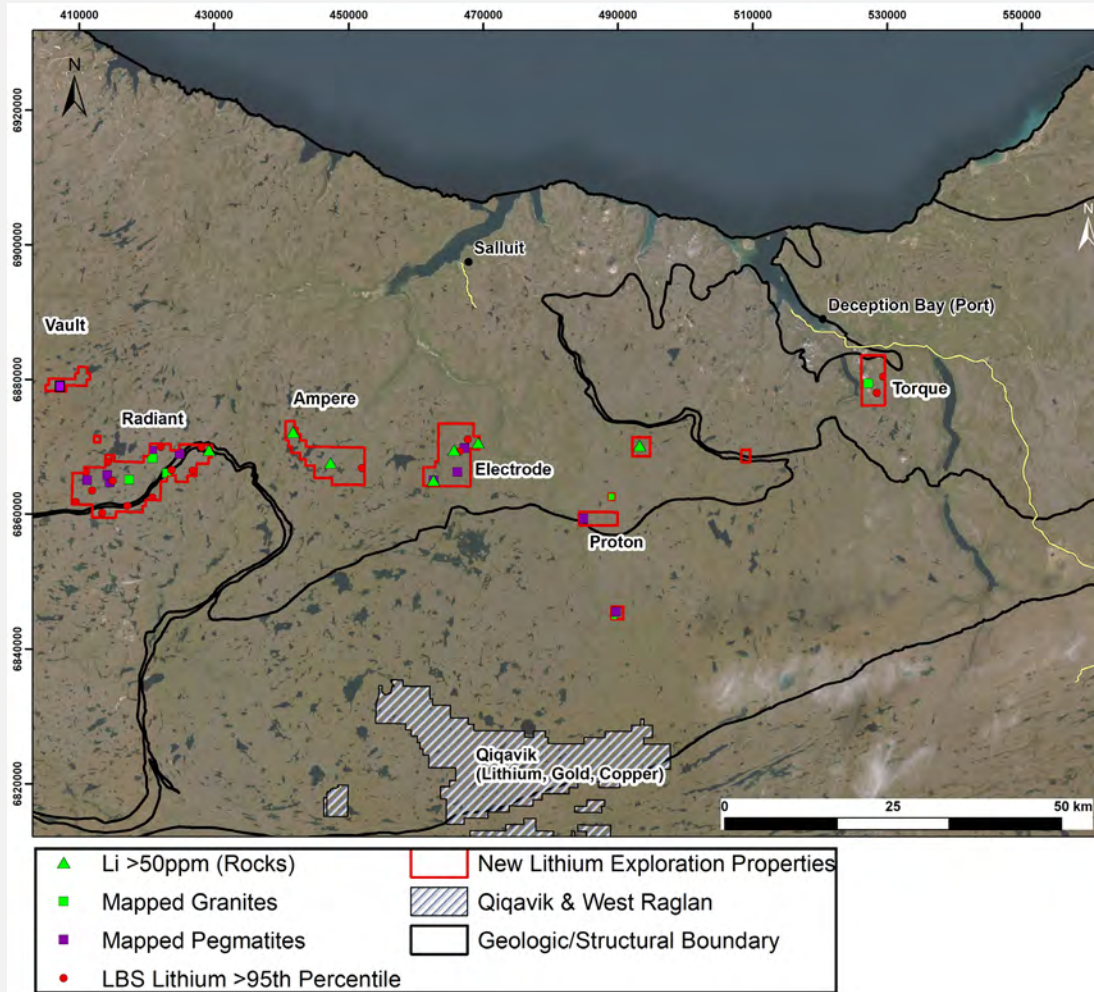 410000 430000 450000 470000 490000 510000 530000 550000
6920000
6900000
6880000
6860000
6840000
6820000
N
N
Salluit
Deception Bay (Port)
Vault
Torque
Ampere
Radiant
Electrode
Proton
Qiqavik
(Lithium, Gold, Copper)
0 25 50 km
Li >50ppm (Rocks)
Mapped Granites
Mapped Pegmatites
LBS Lithium >95th Percentile
New Lithium Exploration Properties
Qiqavik & West Raglan
Geologic/Structural Boundary